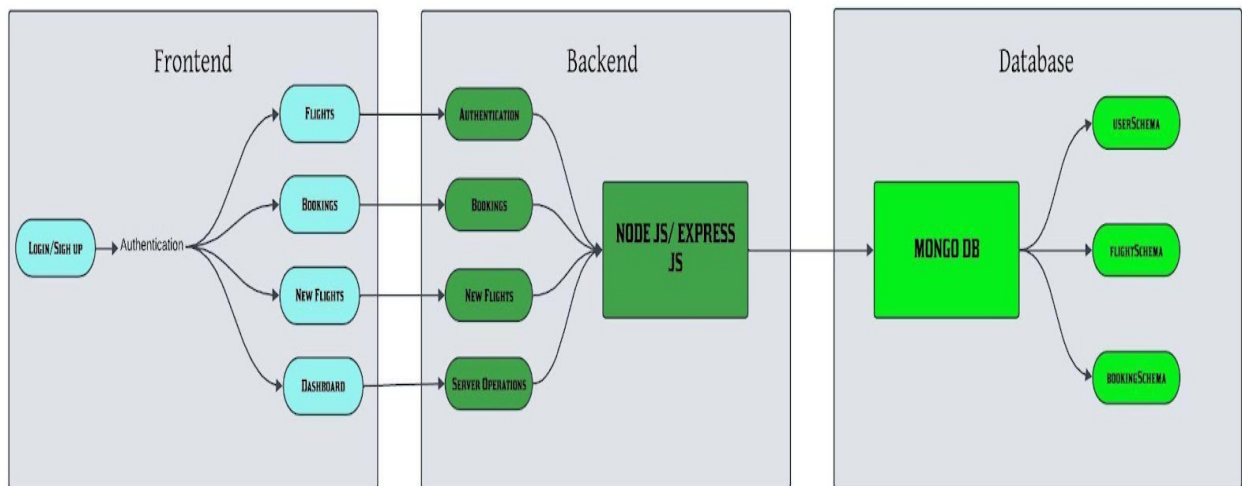 Frontend
Backend
Database
FLIGHTS
AUTHENTICATION
USERSCHEMA
BOOKINGS
BOOKINGS
LOGIN/SIGN UP
Authentication
NODE JS/ EXPRESS
JS
MONGO DB
FLIGHTSCHEMA
NEW FLIGHTS
NEW FLIGHTS
DASHBOARD
SERVER OPERATIONS
BOOKINGSCHEMA